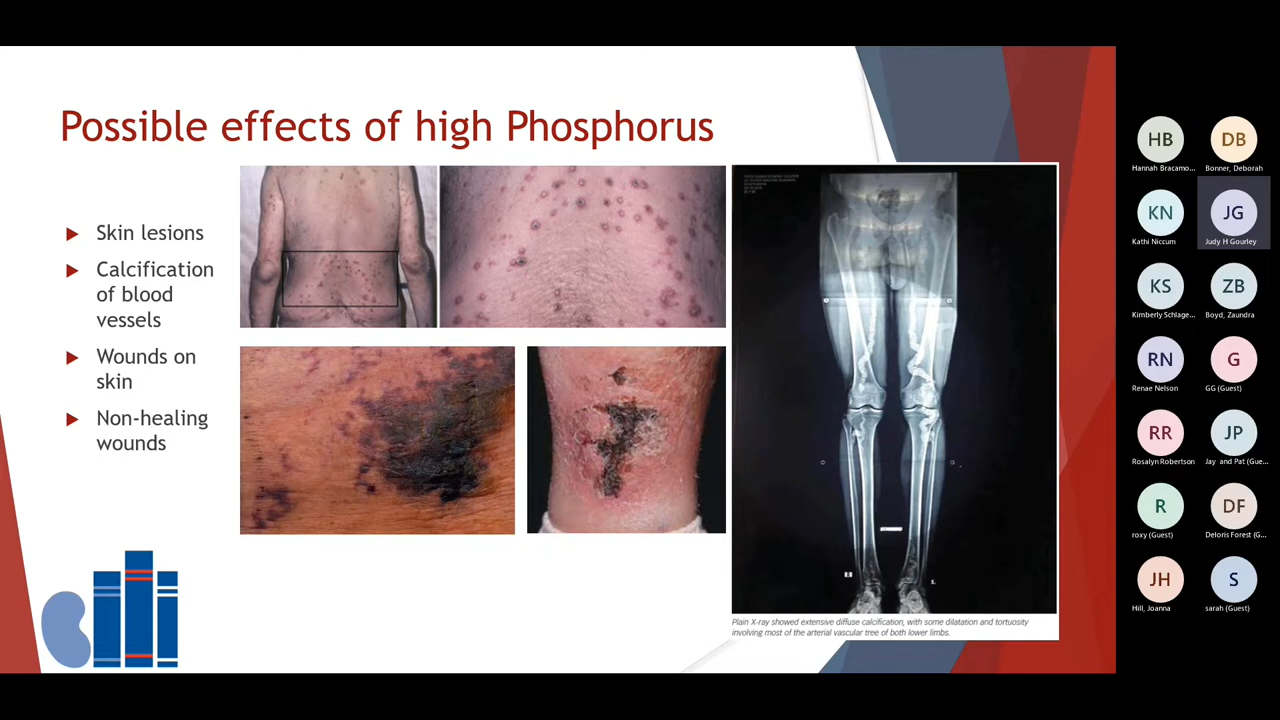 Possible effects of high Phosphorus
Skin lesions
Calcification
of blood
vessels
Wounds on
skin
Non-healing
wounds
Plain X-ray showed extensive diffuse calcification, with some dilatation and tortuosity
involving most of the arterial vascular tree of both lower limbs.
HB
DB
Hannah Bracamo...
Bonner, Deborah
KN
JG
Kathi Niccum
Judy H Gourley
KS
ZB
Kimberly Schlage...
Boyd, Zaundra
RN
G
Renae Nelson
GG (Guest)
RR
JP
Rosalyn Robertson
Jay and Pat (Gue...
R
DF
roxy (Guest)
Deloris Forest (G...
JH
S
Hill, Joanna
sarah (Guest)